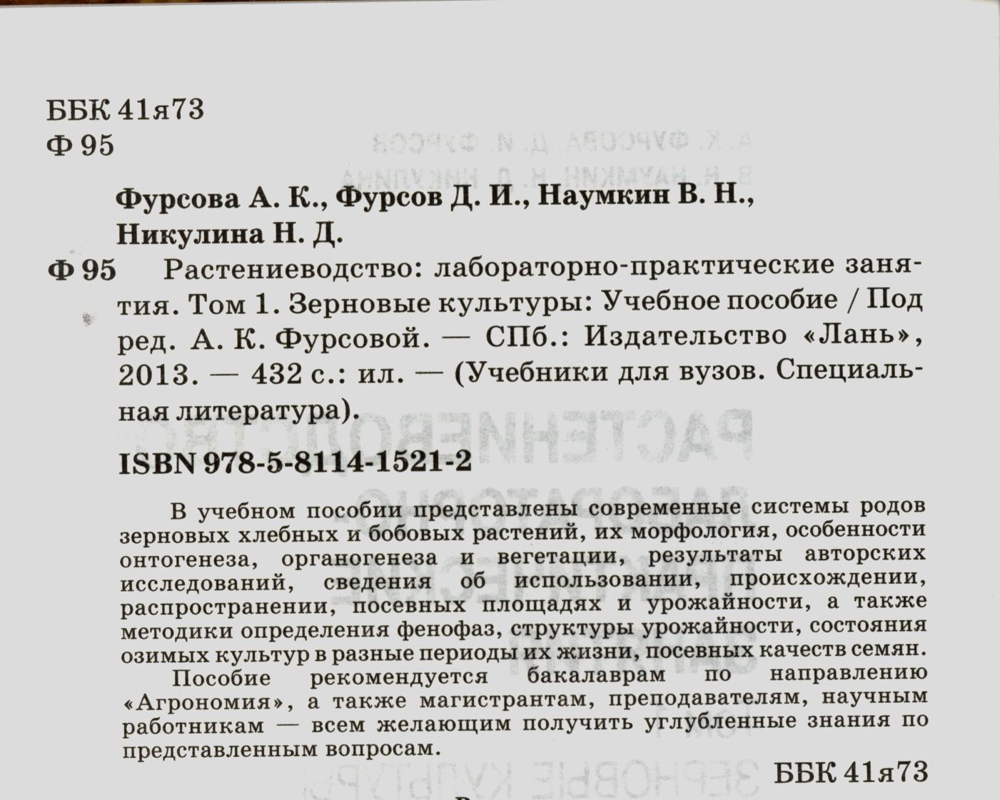 ББК 41я73
Ф 95
Фурсова А. К., Фурсов Д. И., Наумкин В. Н.,
Никулина Н. Д.
Ф 95 Растениеводство: лабораторно-практические заня-
тия. Том 1. Зерновые культуры: Учебное пособие / Под
ред. А. К. Фурсовой. — СПб.: Издательство «Лань»,
2013. — 432 с.: ил. — (Учебники для вузов. Специаль-
ная литература).
ISBN 978-5-8114-1521-2
В учебном пособии представлены современные системы родов
зерновых хлебных и бобовых растений, их морфология, особенности
онтогенеза, органогенеза и вегетации, результаты авторских
исследований, сведения об использовании, происхождении,
распространении, посевных площадях и урожайности, а также
методики определения фенофаз, структуры урожайности, состояния
озимых культур в разные периоды их жизни, посевных качеств семян.
Пособие рекомендуется бакалаврам по направлению
«Агрономия», а также магистрантам, преподавателям, научным
работникам — всем желающим получить углубленные знания по
представленным вопросам.
ББК 41я73